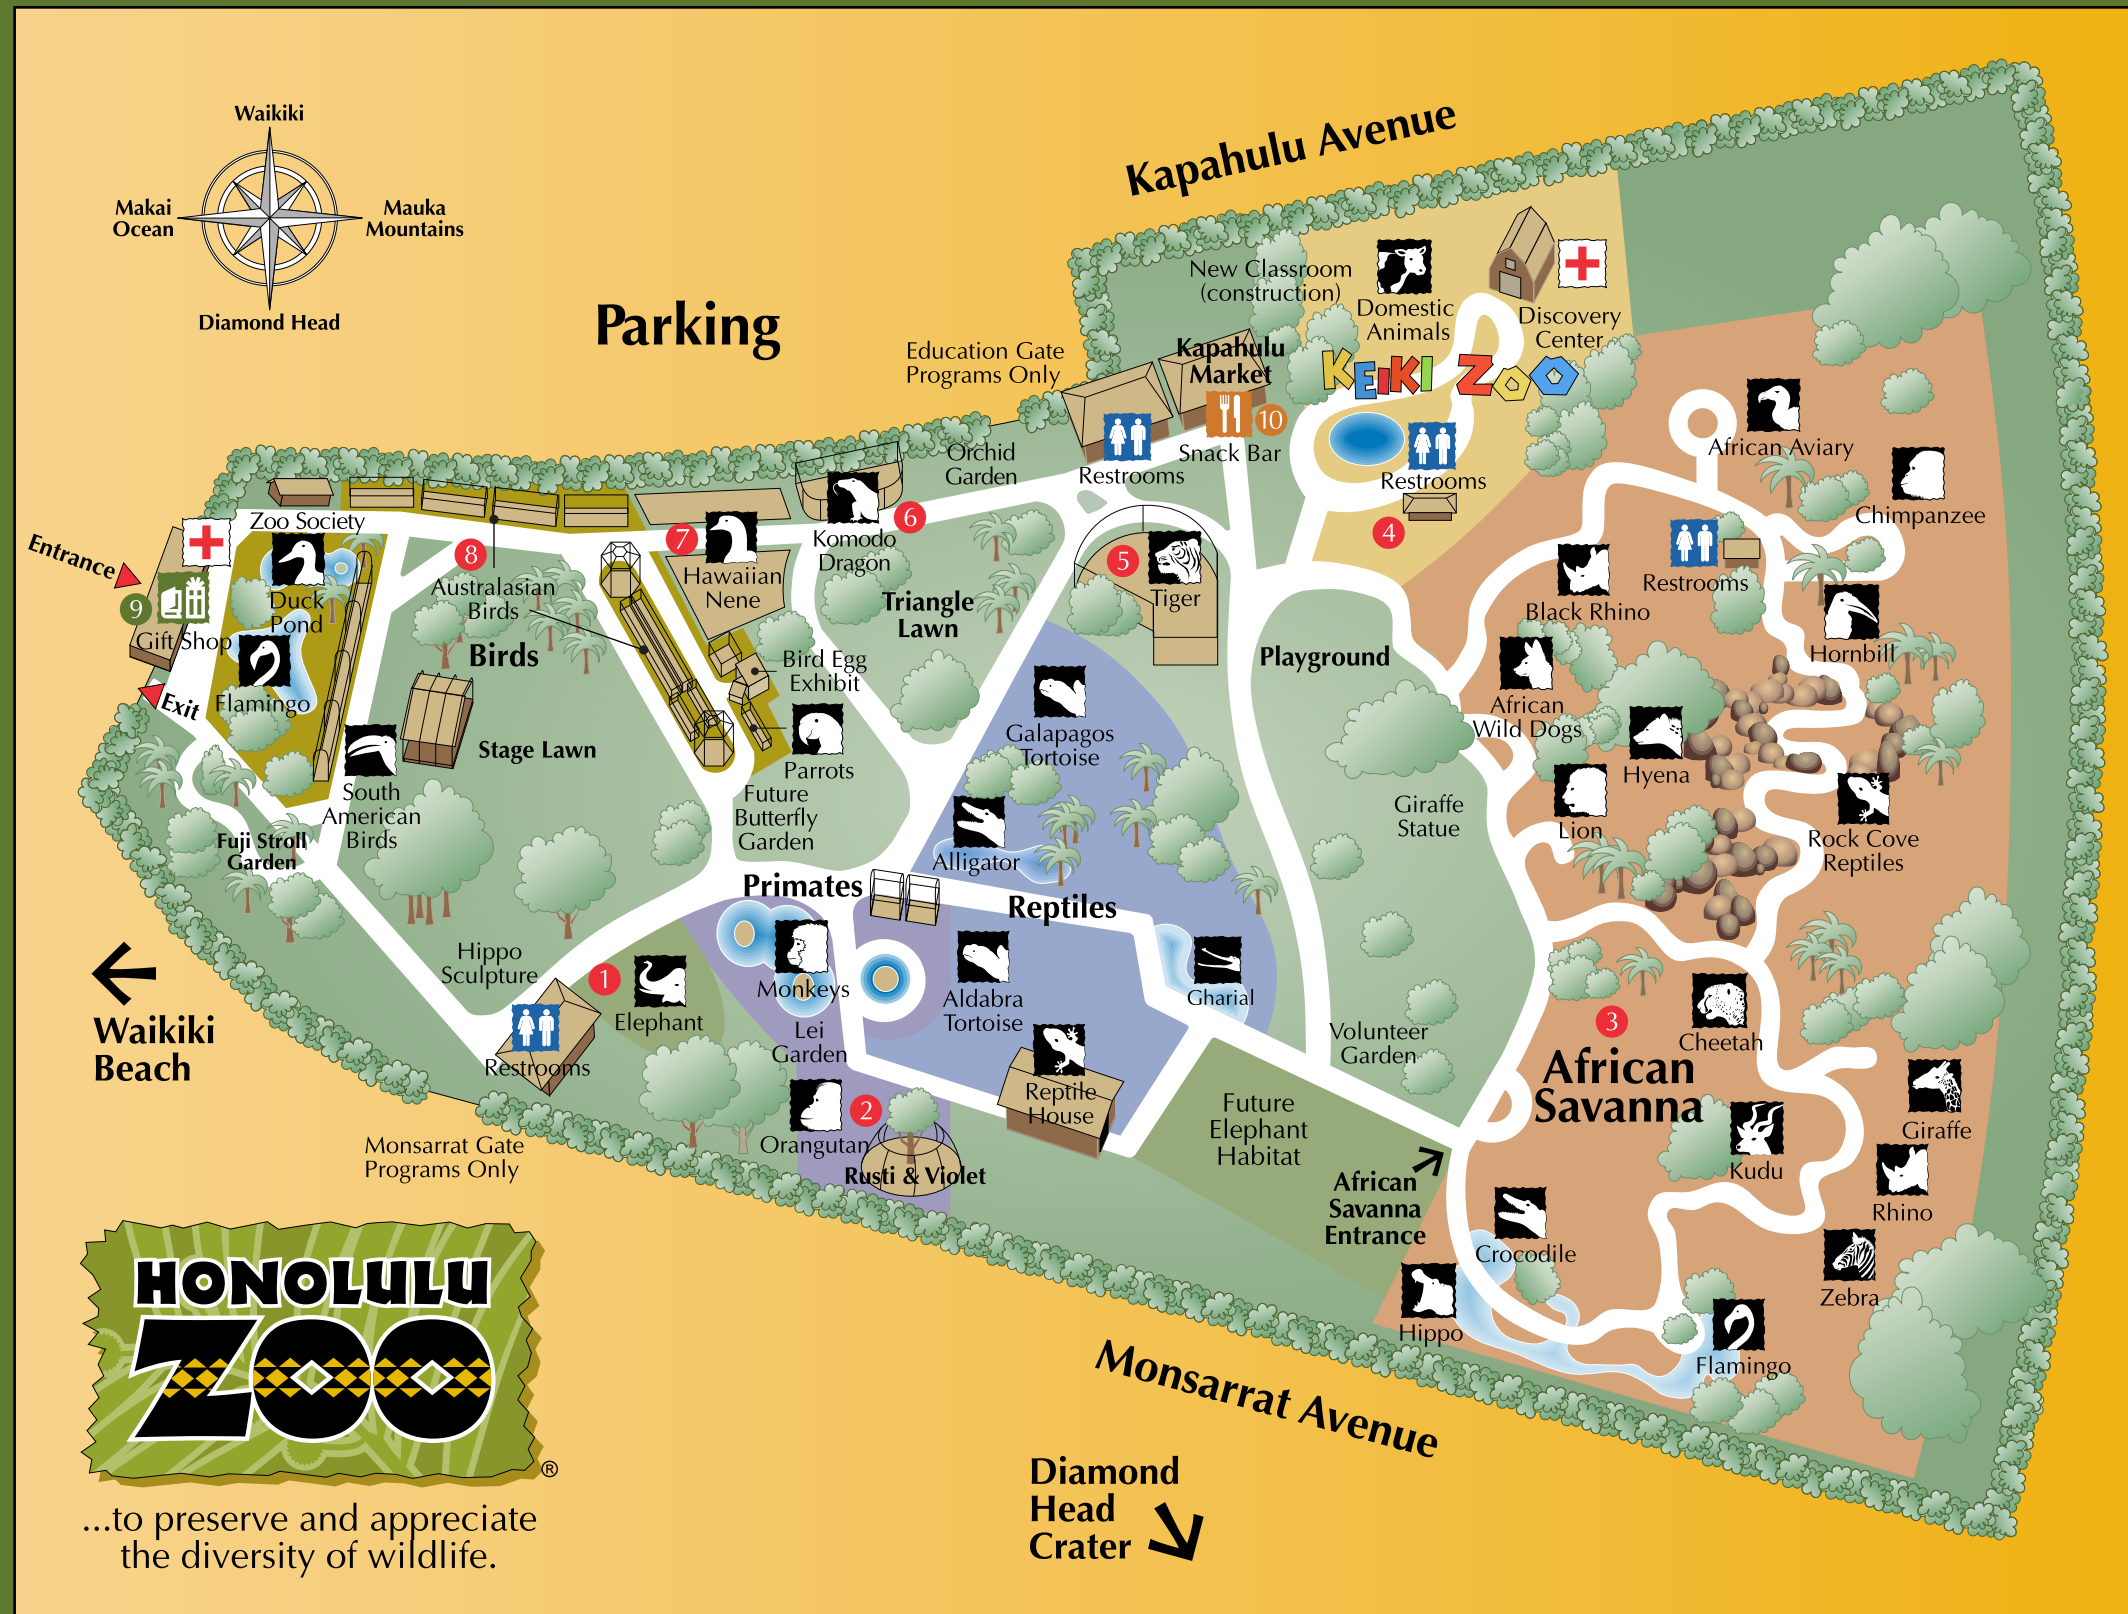 Waikiki
Makai
Ocean
Mauka
Mountains
Diamond Head
Parking
Kapahulu Avenue
Education Gate
Programs Only
New Classroom
(construction)
Kapahulu
Market
10
Snack Bar
Restrooms
Domestic
Animals
Discovery
Center
KEIKI ZOO
Restrooms
4
Orchid
Garden
Entrance
9
Gift Shop
Exit
Zoo Society
Duck
Pond
Flamingo
8
Australasian
Birds
Birds
7
Hawaiian
Nene
Komodo
Dragon
6
Triangle
Lawn
5
Tiger
Bird Egg
Exhibit
Parrots
Stage Lawn
South
American
Birds
Fuji Stroll
Garden
Future
Butterfly
Garden
Playground
Galapagos
Tortoise
Alligator
Giraffe
Statue
Primates
Reptiles
Hippo
Sculpture
Restrooms
1
Elephant
Monkeys
Lei
Garden
Aldabra
Tortoise
Gharial
Reptile
House
Orangutan
2
Rusti & Violet
Volunteer
Garden
Future
Elephant
Habitat
African
Savanna
Entrance
African Aviary
Chimpanzee
Restrooms
Black Rhino
Hornbill
African
Wild Dogs
Hyena
Lion
Rock Cove
Reptiles
3
Cheetah
African
Savanna
Giraffe
Kudu
Rhino
Crocodile
Zebra
Hippo
Flamingo
Waikiki
Beach
Monsarrat Gate
Programs Only
Monsarrat Avenue
Diamond
Head
Crater
HONOLULU
ZOO
®
...to preserve and appreciate
the diversity of wildlife.